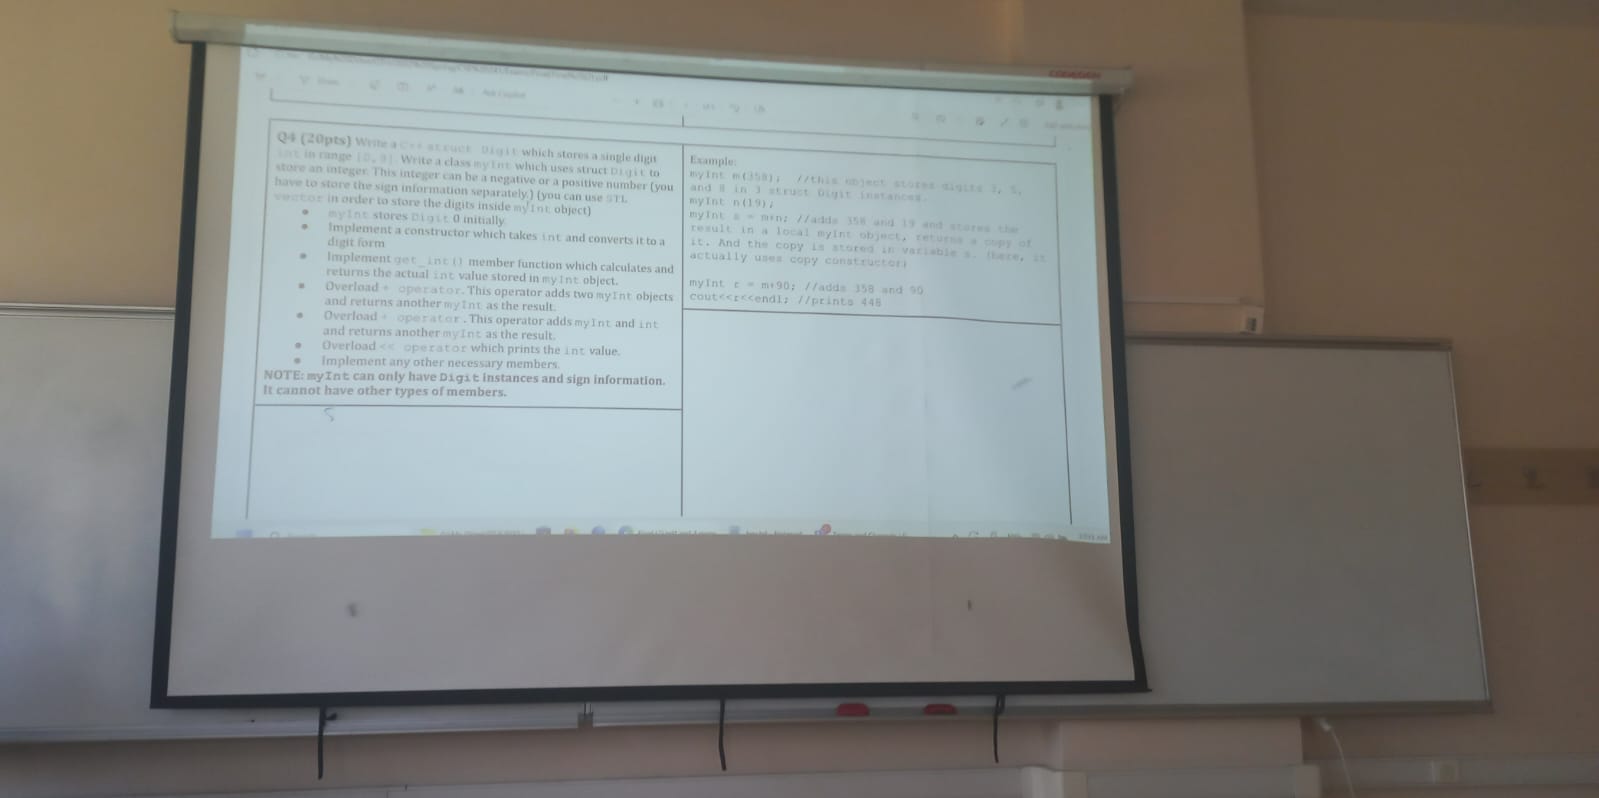 CODEGEN
Ask Copilot
Q4 (20pts) Write a C++ struct Digit which stores a single digit
int in range [0, 9]. Write a class myInt which uses struct Digit to
store an integer. This integer can be a negative or a positive number (you
have to store the sign information separately.) (you can use STL
vector in order to store the digits inside myInt object)
• myInt stores Digit 0 initially.
• Implement a constructor which takes int and converts it to a
digit form
• Implement get_int() member function which calculates and
returns the actual int value stored in myInt object.
• Overload + operator. This operator adds two myInt objects
and returns another myInt as the result.
• Overload + operator. This operator adds myInt and int
and returns another myInt as the result.
• Overload << operator which prints the int value.
• Implement any other necessary members.
NOTE: myInt can only have Digit instances and sign information.
It cannot have other types of members.
Example:
myInt m(358); //this object stores digits 3, 5,
and 8 in 3 struct Digit instances.
myInt n(19);
myInt s = m+n; //adds 358 and 19 and stores the
result in a local myInt object, returns a copy of
it. And the copy is stored in variable s. (here, it
actually uses copy constructor)
myInt r = m+90; //adds 358 and 90
cout<<r<<endl; //prints 448